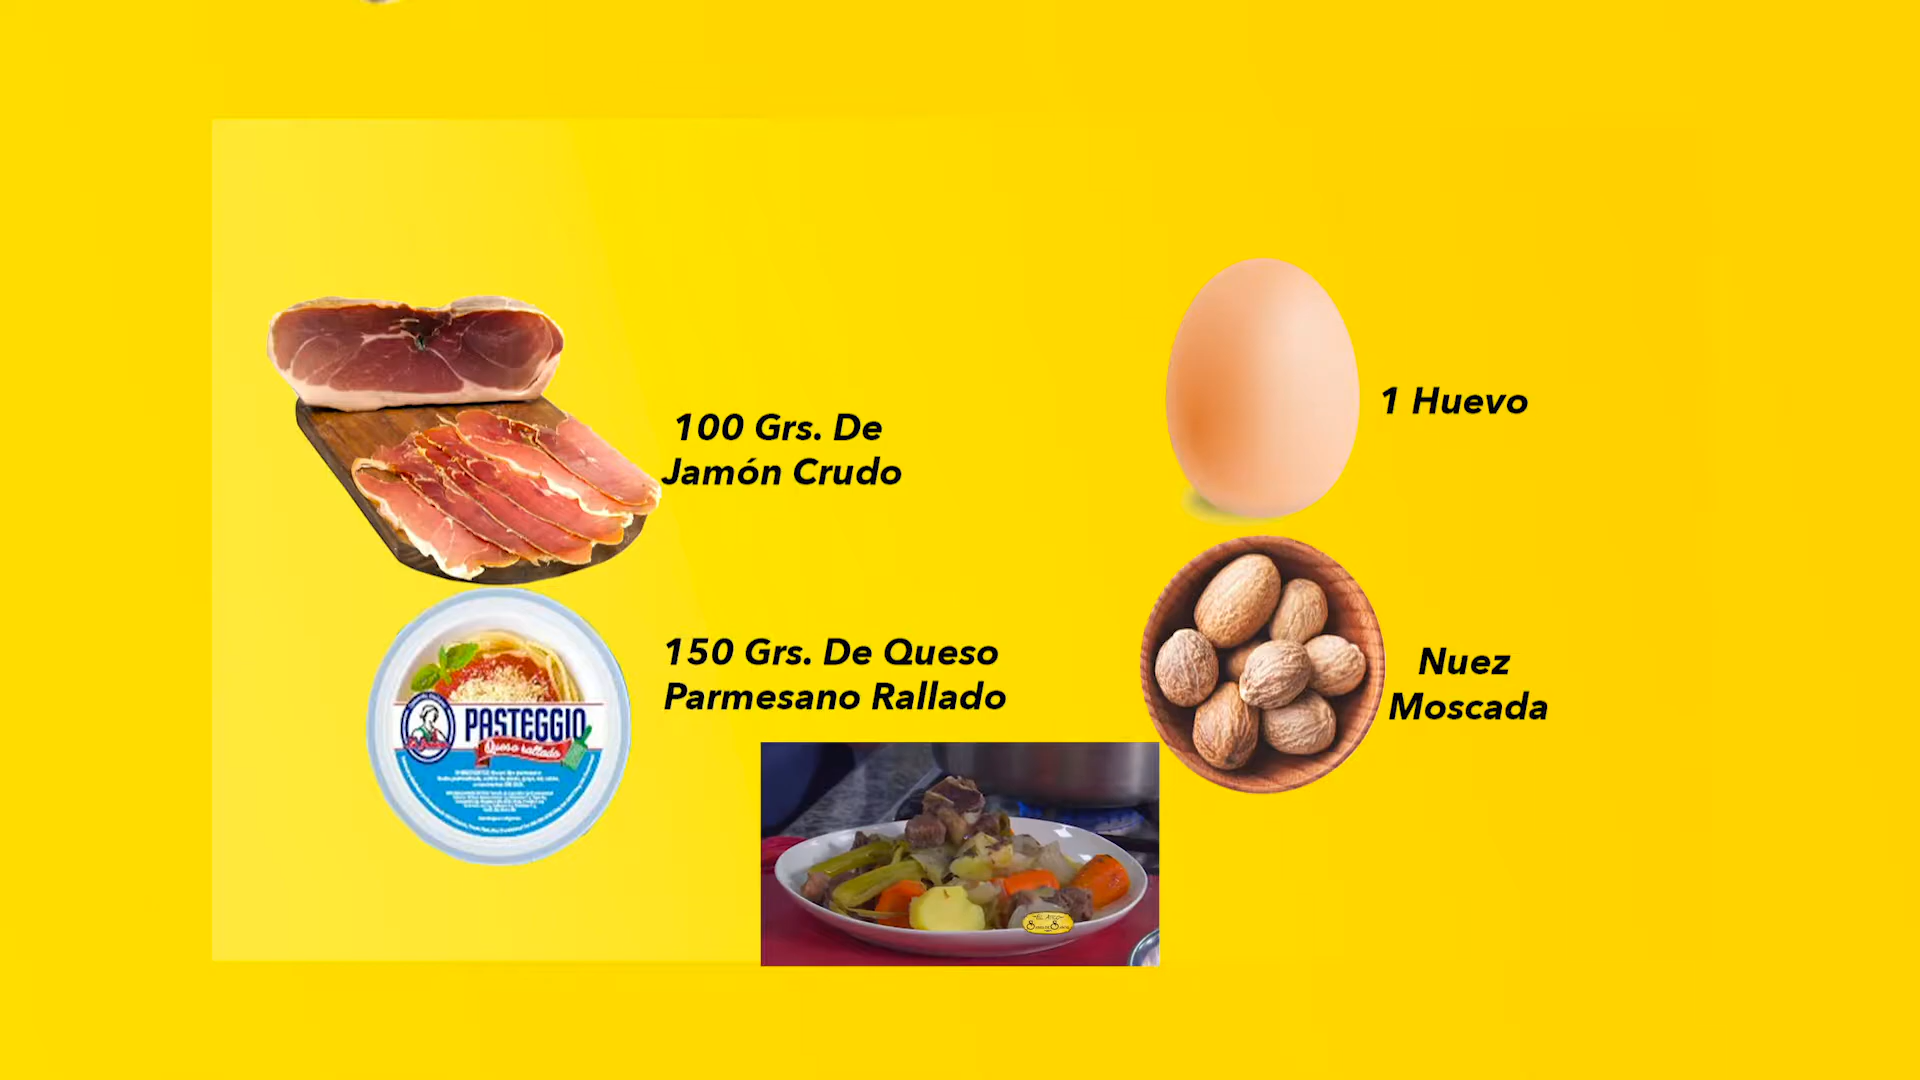 100 Grs. De
Jamón Crudo
1 Huevo
150 Grs. De Queso
Parmesano Rallado
Nuez
Moscada
PASTEGGIO
Queso rallado